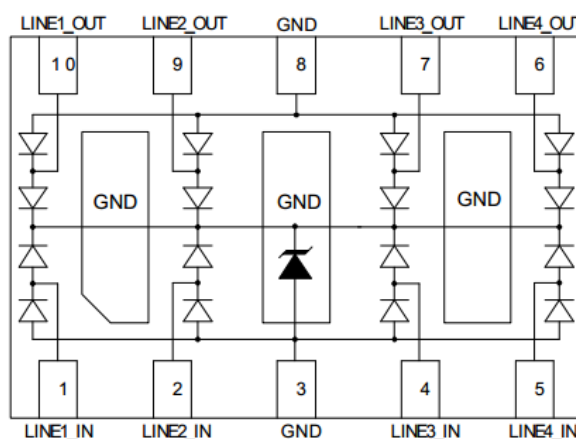 LINE1_OUT LINE2_OUT GND LINE3_OUT LINE4_OUT
10 9 8 7 6
GND GND GND
1 2 3 4 5
LINE1_IN LINE2_IN GND LINE3_IN LINE4_IN